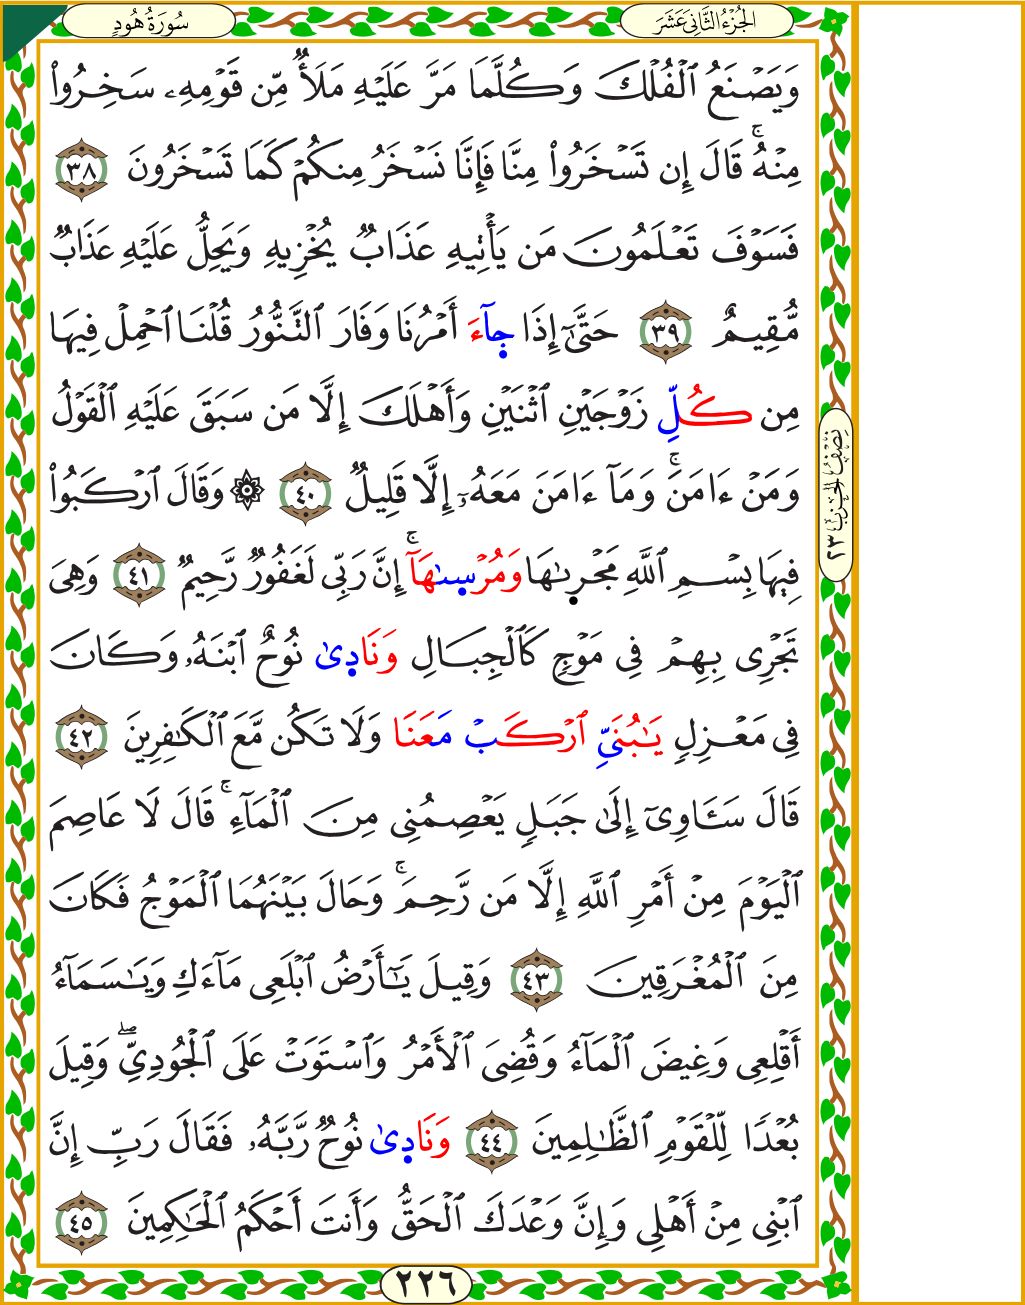 سُورَةُ هُودٍ
الجُزْءُ الثَّانِي عَشَرَ
وَيَصْنَعُ ٱلْفُلْكَ وَكُلَّمَا مَرَّ عَلَيْهِ مَلَأٌ مِّن قَوْمِهِۦ سَخِرُوا۟
مِنْهُ ۚ قَالَ إِن تَسْخَرُوا۟ مِنَّا فَإِنَّا نَسْخَرُ مِنكُمْ كَمَا تَسْخَرُونَ ٣٨
فَسَوْفَ تَعْلَمُونَ مَن يَأْتِيهِ عَذَابٌ يُخْزِيهِ وَيَحِلُّ عَلَيْهِ عَذَابٌ
مُّقِيمٌ ٣٩ حَتَّىٰٓ إِذَا جِآءَ أَمْرُنَا وَفَارَ ٱلتَّنُّورُ قُلْنَا ٱحْمِلْ فِيهَا
مِن كُلِّ زَوْجَيْنِ ٱثْنَيْنِ وَأَهْلَكَ إِلَّا مَن سَبَقَ عَلَيْهِ ٱلْقَوْلُ
وَمَنْ ءَامَنَ ۚ وَمَآ ءَامَنَ مَعَهُۥٓ إِلَّا قَلِيلٌ ٤٠ ۞ وَقَالَ ٱرْكَبُوا۟
فِيهَا بِسْمِ ٱللَّهِ مَجْر۪ىٰهَا وَمُرْس۪ىٰهَآ ۚ إِنَّ رَبِّى لَغَفُورٌ رَّحِيمٌ ٤١ وَهِىَ
تَجْرِى بِهِمْ فِى مَوْجٍ كَٱلْجِبَالِ وَنَاد۪ىٰ نُوحٌ ٱبْنَهُۥ وَكَانَ
فِى مَعْزِلٍ يَٰبُنَىِّ ٱرْكَبْ مَعَنَا وَلَا تَكُن مَّعَ ٱلْكَٰفِرِينَ ٤٢
قَالَ سَـَٔاوِىٓ إِلَىٰ جَبَلٍ يَعْصِمُنِى مِنَ ٱلْمَآءِ ۚ قَالَ لَا عَاصِمَ
ٱلْيَوْمَ مِنْ أَمْرِ ٱللَّهِ إِلَّا مَن رَّحِمَ ۚ وَحَالَ بَيْنَهُمَا ٱلْمَوْجُ فَكَانَ
مِنَ ٱلْمُغْرَقِينَ ٤٣ وَقِيلَ يَٰٓأَرْضُ ٱبْلَعِى مَآءَكِ وَيَٰسَمَآءُ
أَقْلِعِى وَغِيضَ ٱلْمَآءُ وَقُضِىَ ٱلْأَمْرُ وَٱسْتَوَتْ عَلَى ٱلْجُودِىِّ ۖ وَقِيلَ
بُعْدًا لِّلْقَوْمِ ٱلظَّٰلِمِينَ ٤٤ وَنَاد۪ىٰ نُوحٌ رَّبَّهُۥ فَقَالَ رَبِّ إِنَّ
ٱبْنِى مِنْ أَهْلِى وَإِنَّ وَعْدَكَ ٱلْحَقُّ وَأَنتَ أَحْكَمُ ٱلْحَٰكِمِينَ ٤٥
نِصْفُ الحِزْبِ ٢٣
٢٢٦